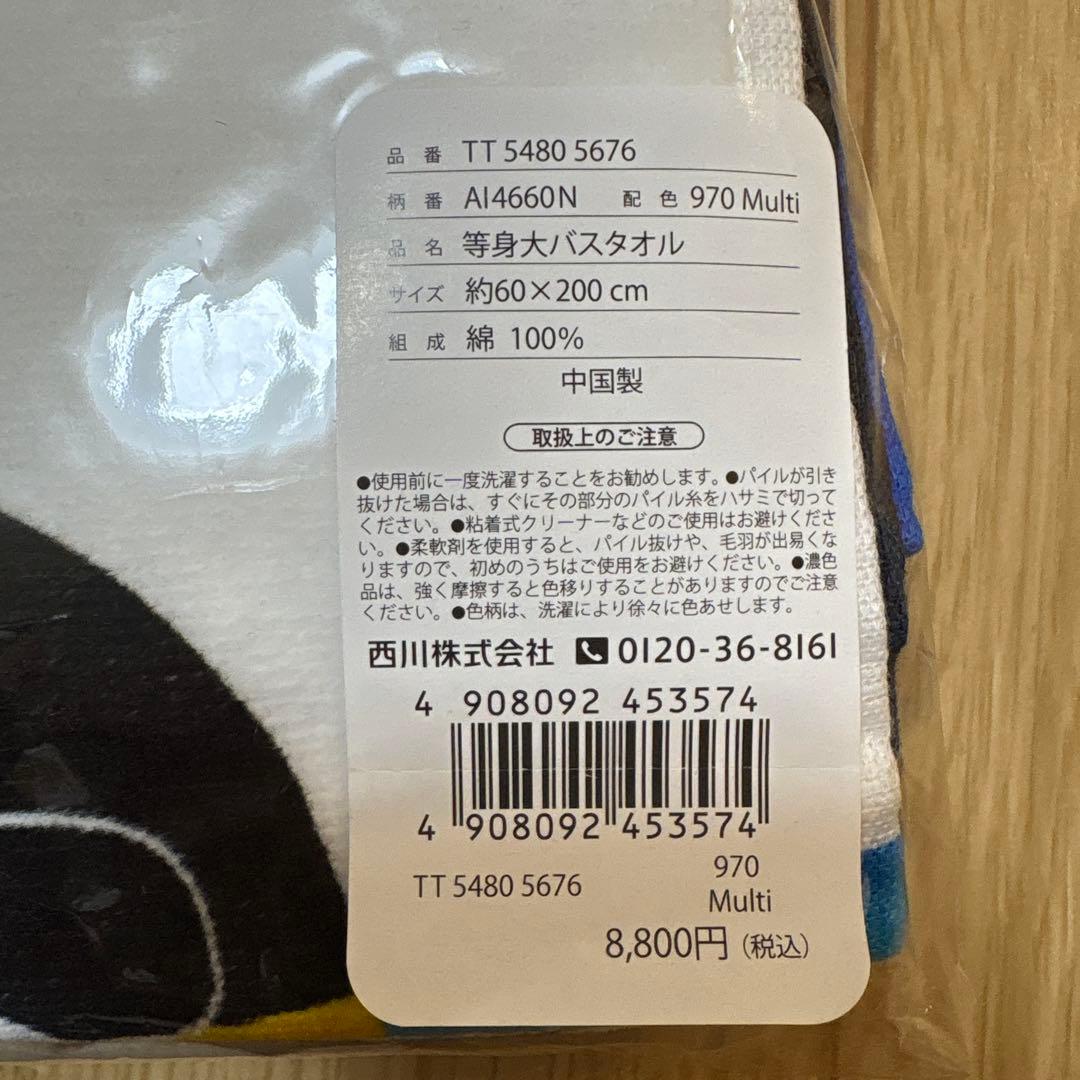 品番 TT 5480 5676
柄番 AI4660N 配色 970 Multi
品名 等身大バスタオル
サイズ 約60×200 cm
組成 綿 100%
中国製
取扱上のご注意
●使用前に一度洗濯することをお勧めします。●パイルが引き
抜けた場合は、すぐにその部分のパイル糸をハサミで切って
ください。●粘着式クリーナーなどのご使用はお避けくださ
い。●柔軟剤を使用すると、パイル抜けや、毛羽が出易くな
りますので、初めのうちはご使用をお避けください。●濃色
品は、強く摩擦すると色移りすることがありますのでご注意
ください。●色柄は、洗濯により徐々に色あせします。
西川株式会社 0120-36-8161
4 908092 453574
4 908092 453574
TT 5480 5676 970
Multi
8,800円(税込)